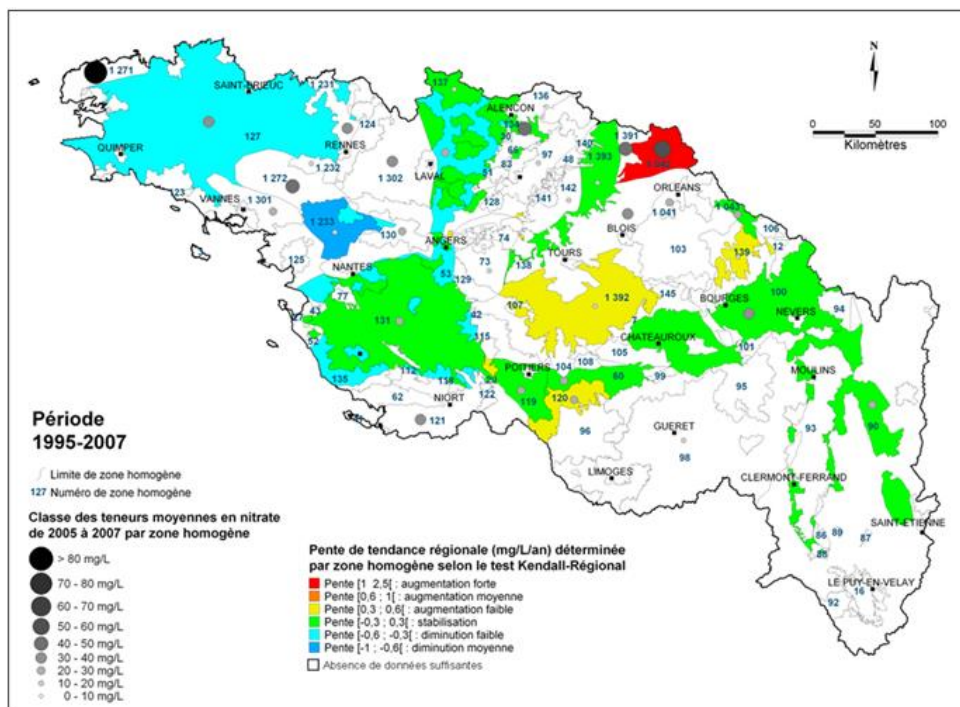 1 271
SAINT-BRIEUC
1 231
137
ALENCON
136
N
0 50 100
Kilomètres
127
124
RENNES
QUIMPER
1 232
1 272
1 302
LAVAL
83
97
48
140
1 393
1 391
142
141
128
ORLEANS
123
VANNES
1 301
1 233
130
ANGERS
74
73
TOURS
138
BLOIS
1 041
103
106
12
139
125
NANTES
53
129
107
1 392
145
BOURGES
100
NEVERS
94
77
43
131
42
115
CHATEAUROUX
105
101
52
POITIERS
104
108
135
112
62
NIORT
122
119
120
60
99
95
MOULINS
121
96
GUERET
93
90
98
LIMOGES
CLERMONT-FERRAND
SAINT-ETIENNE
86
89
87
LE PUY-EN-VELAY
92
16
Période
1995-2007
Limite de zone homogène
127 Numéro de zone homogène
Classe des teneurs moyennes en nitrate
de 2005 à 2007 par zone homogène
> 80 mg/L
70 - 80 mg/L
60 - 70 mg/L
50 - 60 mg/L
40 - 50 mg/L
30 - 40 mg/L
20 - 30 mg/L
10 - 20 mg/L
0 - 10 mg/L
Pente de tendance régionale (mg/L/an) déterminée
par zone homogène selon le test Kendall-Régional
Pente [1 2,5[ : augmentation forte
Pente [0,6 ; 1[ : augmentation moyenne
Pente [0,3 ; 0,6[ : augmentation faible
Pente [-0,3 ; 0,3[ : stabilisation
Pente [-0,6 ; -0,3[ : diminution faible
Pente [-1 ; -0,6[ : diminution moyenne
Absence de données suffisantes